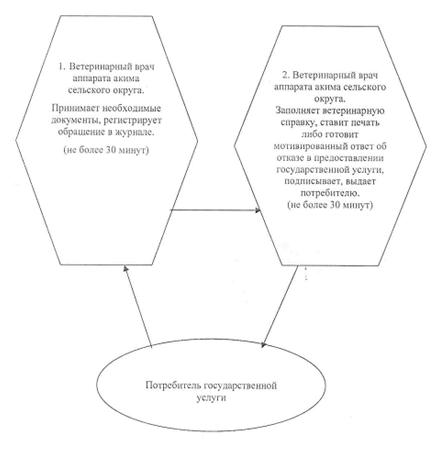 1. Ветеринарный врач
аппарата акима
сельского округа.
Принимает необходимые
документы, регистрирует
обращение в журнале.
(не более 30 минут)
2. Ветеринарный врач
аппарата акима сельского
округа.
Заполняет ветеринарную
справку, ставит печать
либо готовит
мотивированный ответ об
отказе в предоставлении
государственной услуги,
подписывает, выдает
потребителю.
(не более 30 минут)
Потребитель государственной
услуги